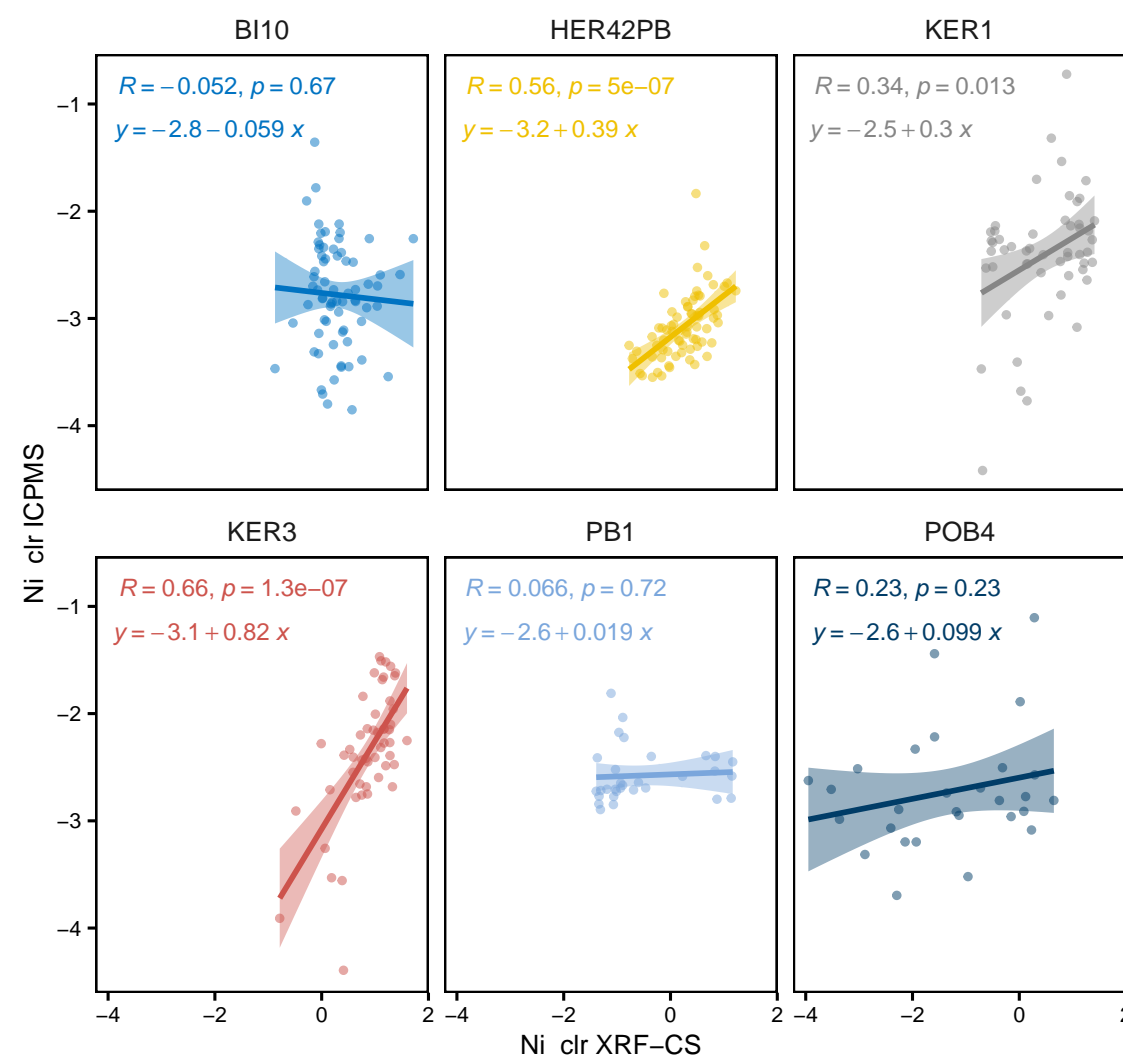 BI10 HER42PB KER1
R = −0.052, p = 0.67 R = 0.56, p = 5e−07 R = 0.34, p = 0.013
y = −2.8 − 0.059 x y = −3.2 + 0.39 x y = −2.5 + 0.3 x
−1
−2
−3
−4
Ni clr ICPMS
KER3 PB1 POB4
R = 0.66, p = 1.3e−07 R = 0.066, p = 0.72 R = 0.23, p = 0.23
y = −3.1 + 0.82 x y = −2.6 + 0.019 x y = −2.6 + 0.099 x
−1
−2
−3
−4
−4 −2 0 2 −4 −2 0 2 −4 −2 0
Ni clr XRF−CS